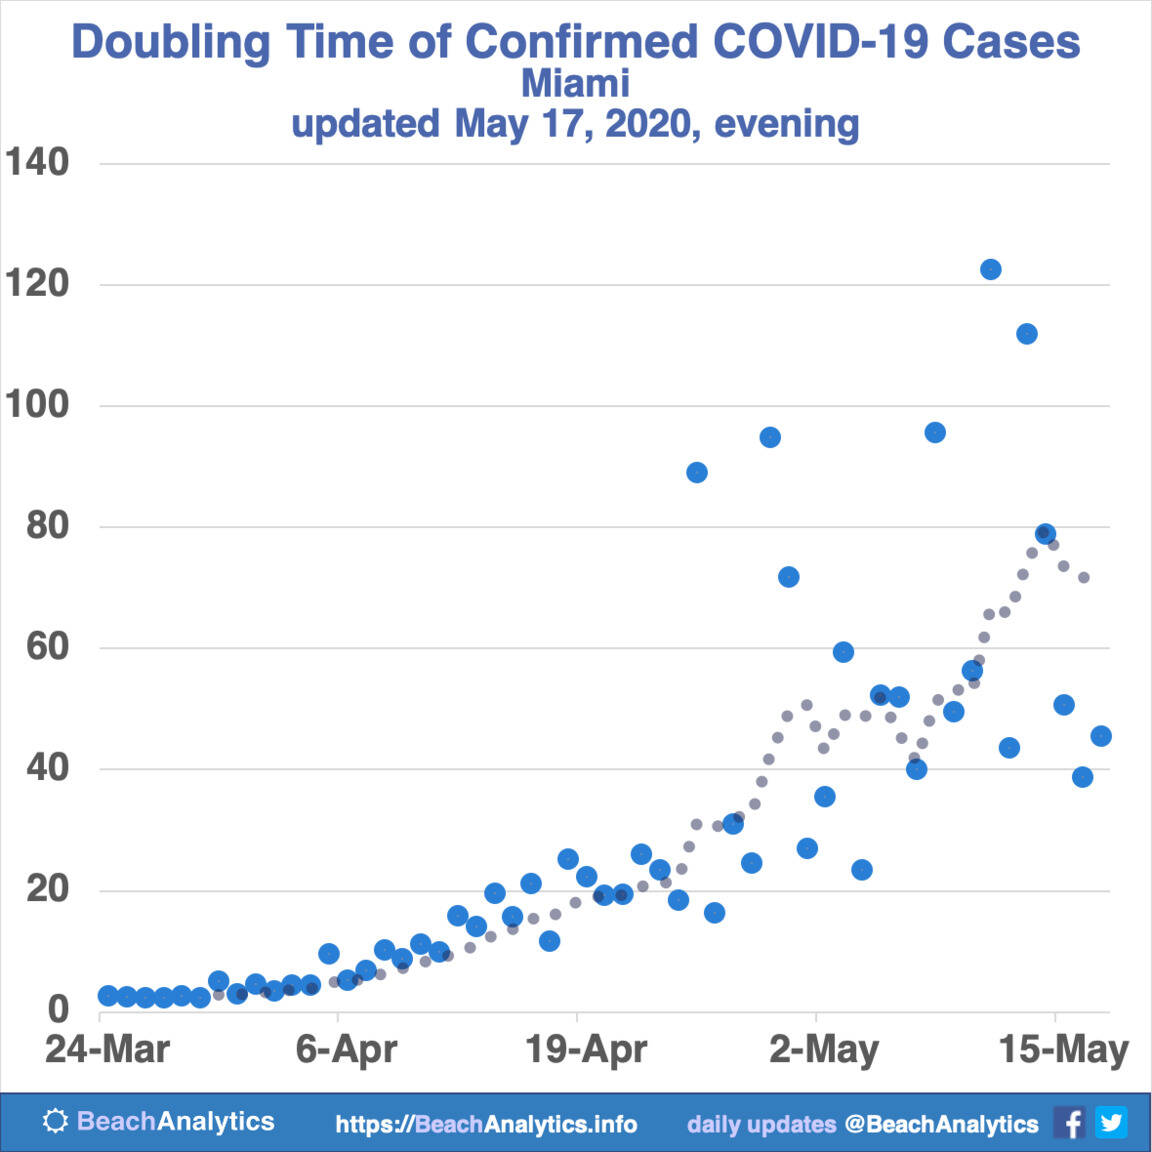 Doubling Time of Confirmed COVID-19 Cases
Miami
updated May 17, 2020, evening
140
120
100
80
60
40
20
0
24-Mar 6-Apr 19-Apr 2-May 15-May
BeachAnalytics https://BeachAnalytics.info daily updates @BeachAnalytics